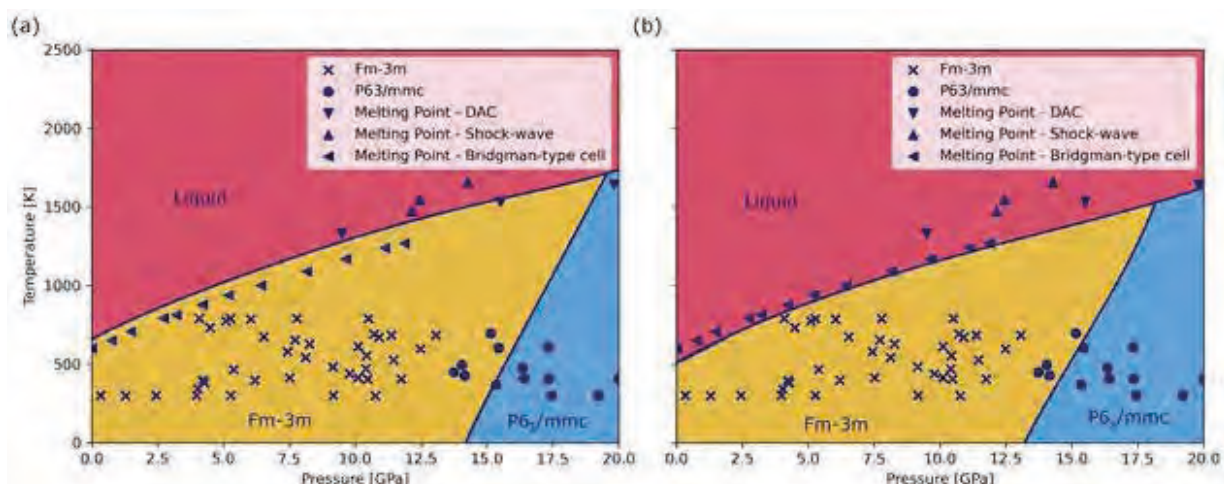 (a)
2500
2000
1500
1000
500
0
Temperature [K]
0.0 2.5 5.0 7.5 10.0 12.5 15.0 17.5 20.0
Pressure [GPa]
Fm-3m
P63/mmc
Melting Point - DAC
Melting Point - Shock-wave
Melting Point - Bridgman-type cell
Liquid
Fm-3m
P6₃/mmc
(b)
0.0 2.5 5.0 7.5 10.0 12.5 15.0 17.5 20.0
Pressure [GPa]
Fm-3m
P63/mmc
Melting Point - DAC
Melting Point - Shock-wave
Melting Point - Bridgman-type cell
Liquid
Fm-3m
P6₃/mmc